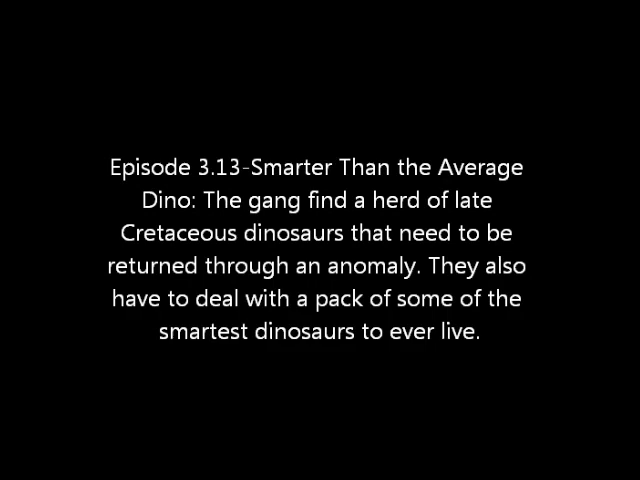 Episode 3.13-Smarter Than the Average
Dino: The gang find a herd of late
Cretaceous dinosaurs that need to be
returned through an anomaly. They also
have to deal with a pack of some of the
smartest dinosaurs to ever live.